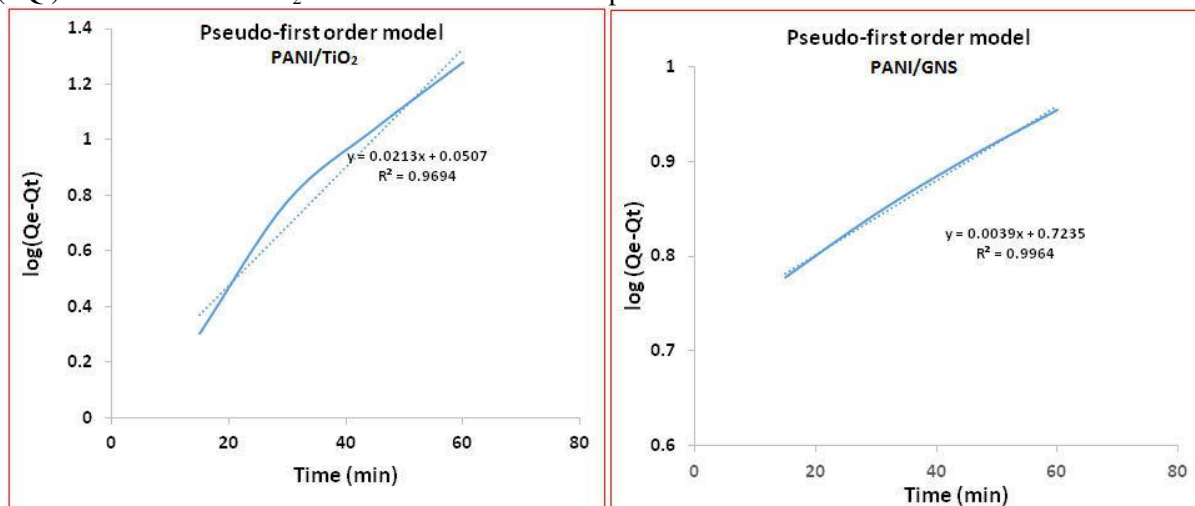 Pseudo-first order model
PANI/TiO₂
1.4
1.2
1
0.8
0.6
0.4
0.2
0
0
20
40
60
80
log(Qe-Qt)
Time (min)
y = 0.0213x + 0.0507
R² = 0.9694
Pseudo-first order model
PANI/GNS
1
0.9
0.8
0.7
0.6
0
20
40
60
80
log (Qe-Qt)
Time (min)
y = 0.0039x + 0.7235
R² = 0.9964